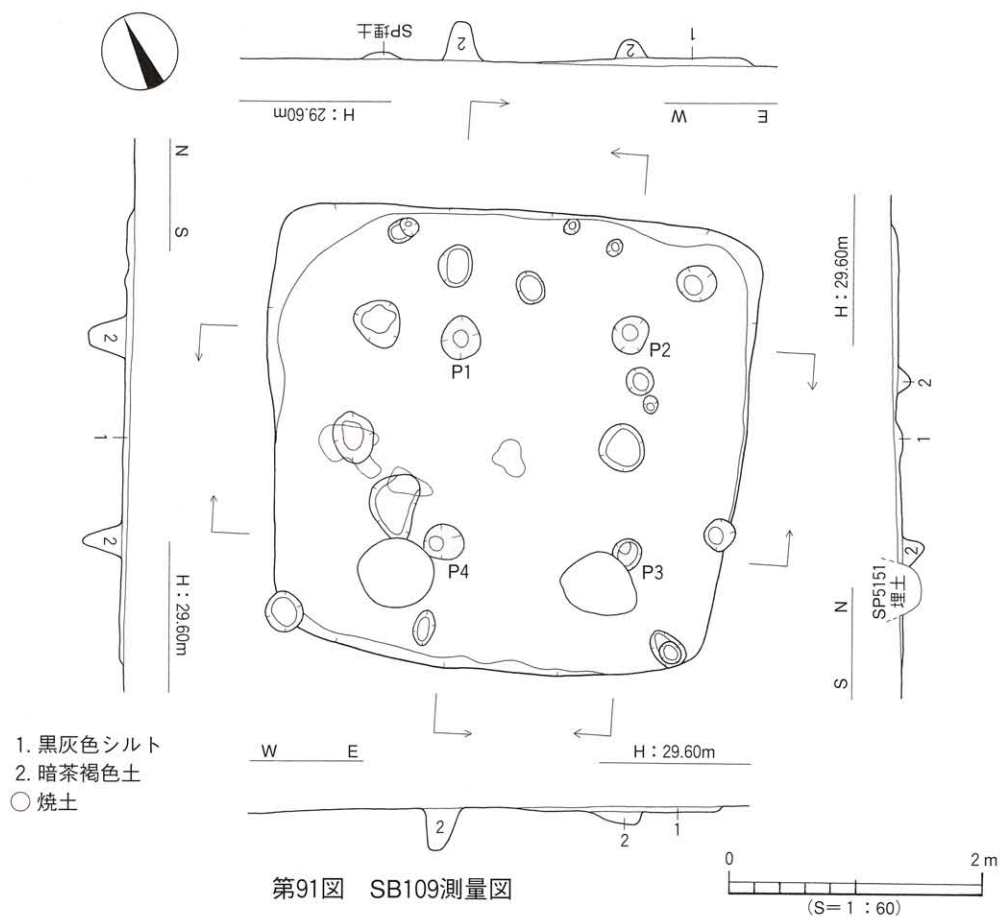 SP埋土
2
2
1
H：29.60m
W E
N
S
2
1
2
H：29.60m
P1
P2
P3
P4
H：29.60m
2
1
2
SP5151
埋土
N
S
W E
H：29.60m
2
2
1
1. 黒灰色シルト
2. 暗茶褐色土
○ 焼土
第91図 SB109測量図
0 2 m
(S＝1：60)